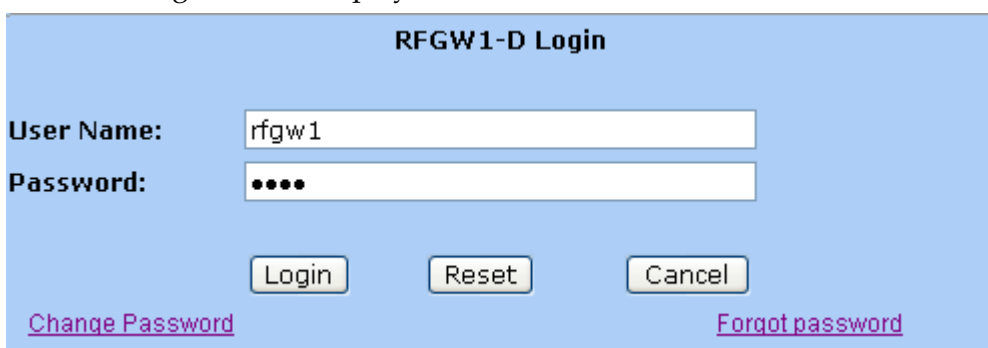 RFGW1-D Login
User Name: rfgw1
Password: ••••
Login Reset Cancel
Change Password Forgot password